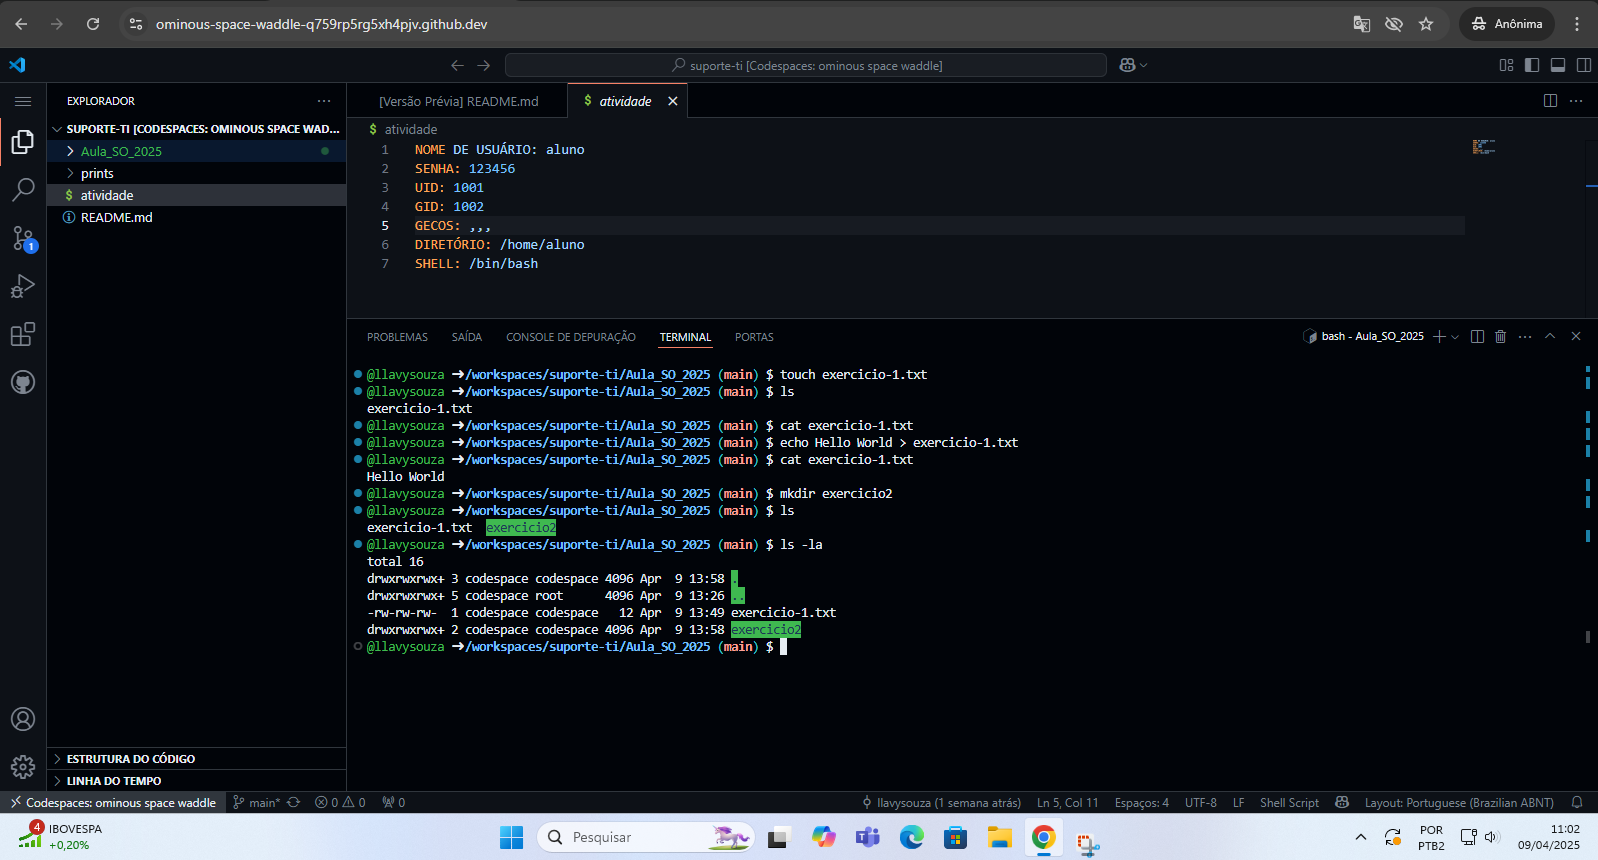 ominous-space-waddle-q759rp5rg5xh4pjv.github.dev
Anônima
suporte-ti [Codespaces: ominous space waddle]
EXPLORADOR
SUPORTE-TI [CODESPACES: OMINOUS SPACE WAD...
Aula_SO_2025
prints
$ atividade
README.md
ESTRUTURA DO CÓDIGO
LINHA DO TEMPO
[Versão Prévia] README.md
$ atividade
$ atividade
1 NOME DE USUÁRIO: aluno
2 SENHA: 123456
3 UID: 1001
4 GID: 1002
5 GECOS: ,,,
6 DIRETÓRIO: /home/aluno
7 SHELL: /bin/bash
PROBLEMAS SAÍDA CONSOLE DE DEPURAÇÃO TERMINAL PORTAS
bash - Aula_SO_2025
@llavysouza ➜/workspaces/suporte-ti/Aula_SO_2025 (main) $ touch exercicio-1.txt
@llavysouza ➜/workspaces/suporte-ti/Aula_SO_2025 (main) $ ls
exercicio-1.txt
@llavysouza ➜/workspaces/suporte-ti/Aula_SO_2025 (main) $ cat exercicio-1.txt
@llavysouza ➜/workspaces/suporte-ti/Aula_SO_2025 (main) $ echo Hello World > exercicio-1.txt
@llavysouza ➜/workspaces/suporte-ti/Aula_SO_2025 (main) $ cat exercicio-1.txt
Hello World
@llavysouza ➜/workspaces/suporte-ti/Aula_SO_2025 (main) $ mkdir exercicio2
@llavysouza ➜/workspaces/suporte-ti/Aula_SO_2025 (main) $ ls
exercicio-1.txt exercicio2
@llavysouza ➜/workspaces/suporte-ti/Aula_SO_2025 (main) $ ls -la
total 16
drwxrwxrwx+ 3 codespace codespace 4096 Apr 9 13:58 .
drwxrwxrwx+ 5 codespace root 4096 Apr 9 13:26 ..
-rw-rw-rw- 1 codespace codespace 12 Apr 9 13:49 exercicio-1.txt
drwxrwxrwx+ 2 codespace codespace 4096 Apr 9 13:58 exercicio2
@llavysouza ➜/workspaces/suporte-ti/Aula_SO_2025 (main) $
1
Codespaces: ominous space waddle main* 0 0 0 llavysouza (1 semana atrás) Ln 5, Col 11 Espaços: 4 UTF-8 LF Shell Script Layout: Portuguese (Brazilian ABNT)
4
IBOVESPA
+0,20%
Pesquisar
POR
PTB2
11:02
09/04/2025